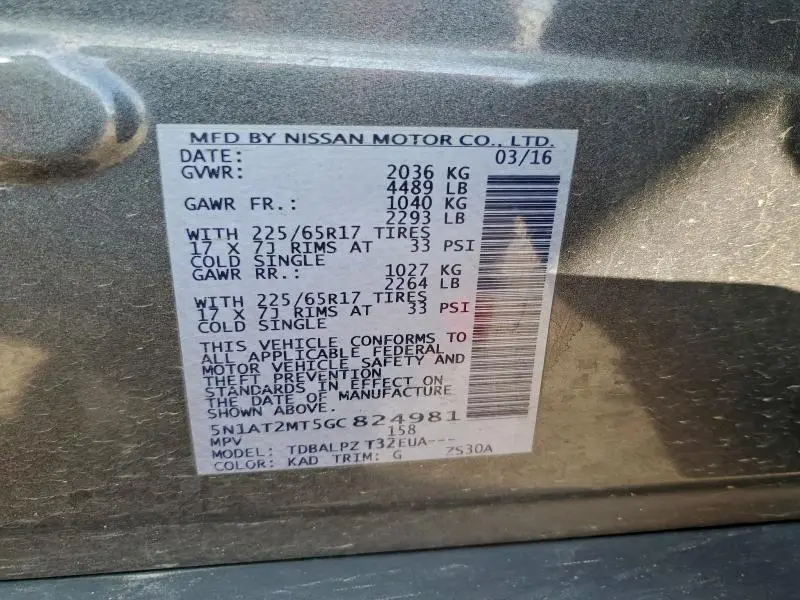 MFD BY NISSAN MOTOR CO., LTD.
DATE: 03/16
GVWR: 2036 KG
4489 LB
GAWR FR.: 1040 KG
2293 LB
WITH 225/65R17 TIRES
17 X 7J RIMS AT 33 PSI
COLD SINGLE
GAWR RR.: 1027 KG
2264 LB
WITH 225/65R17 TIRES
17 X 7J RIMS AT 33 PSI
COLD SINGLE
THIS VEHICLE CONFORMS TO
ALL APPLICABLE FEDERAL
MOTOR VEHICLE SAFETY AND
THEFT PREVENTION
STANDARDS IN EFFECT ON
THE DATE OF MANUFACTURE
SHOWN ABOVE.
5N1AT2MT5GC824981
MPV 158
MODEL: TDBALPZ T32EUA---
COLOR: KAD TRIM: G ZS30A